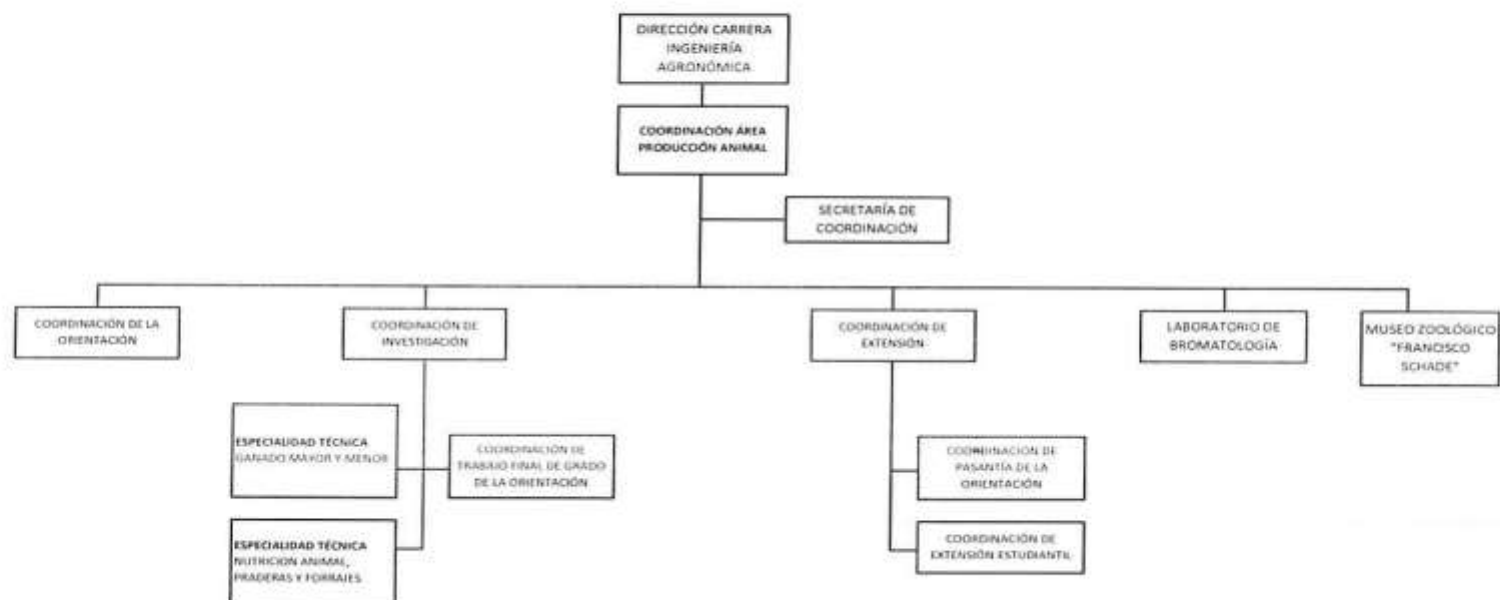 DIRECCIÓN CARRERA
INGENIERÍA
AGRONÓMICA
COORDINACIÓN ÁREA
PRODUCCIÓN ANIMAL
SECRETARÍA DE
COORDINACIÓN
COORDINACIÓN DE LA
ORIENTACIÓN
COORDINACIÓN DE
INVESTIGACIÓN
COORDINACIÓN DE
EXTENSIÓN
LABORATORIO DE
BROMATOLOGÍA
MUSEO ZOOLÓGICO
"FRANCISCO
SCHADE"
ESPECIALIDAD TÉCNICA
GANADO MAYOR Y MENOR
COORDINACIÓN DE
TRABAJO FINAL DE GRADO
DE LA ORIENTACIÓN
COORDINACIÓN DE
PASANTÍA DE LA
ORIENTACIÓN
ESPECIALIDAD TÉCNICA
NUTRICION ANIMAL,
PRADERAS Y FORRAJES
COORDINACIÓN DE
EXTENSIÓN ESTUDIANTIL